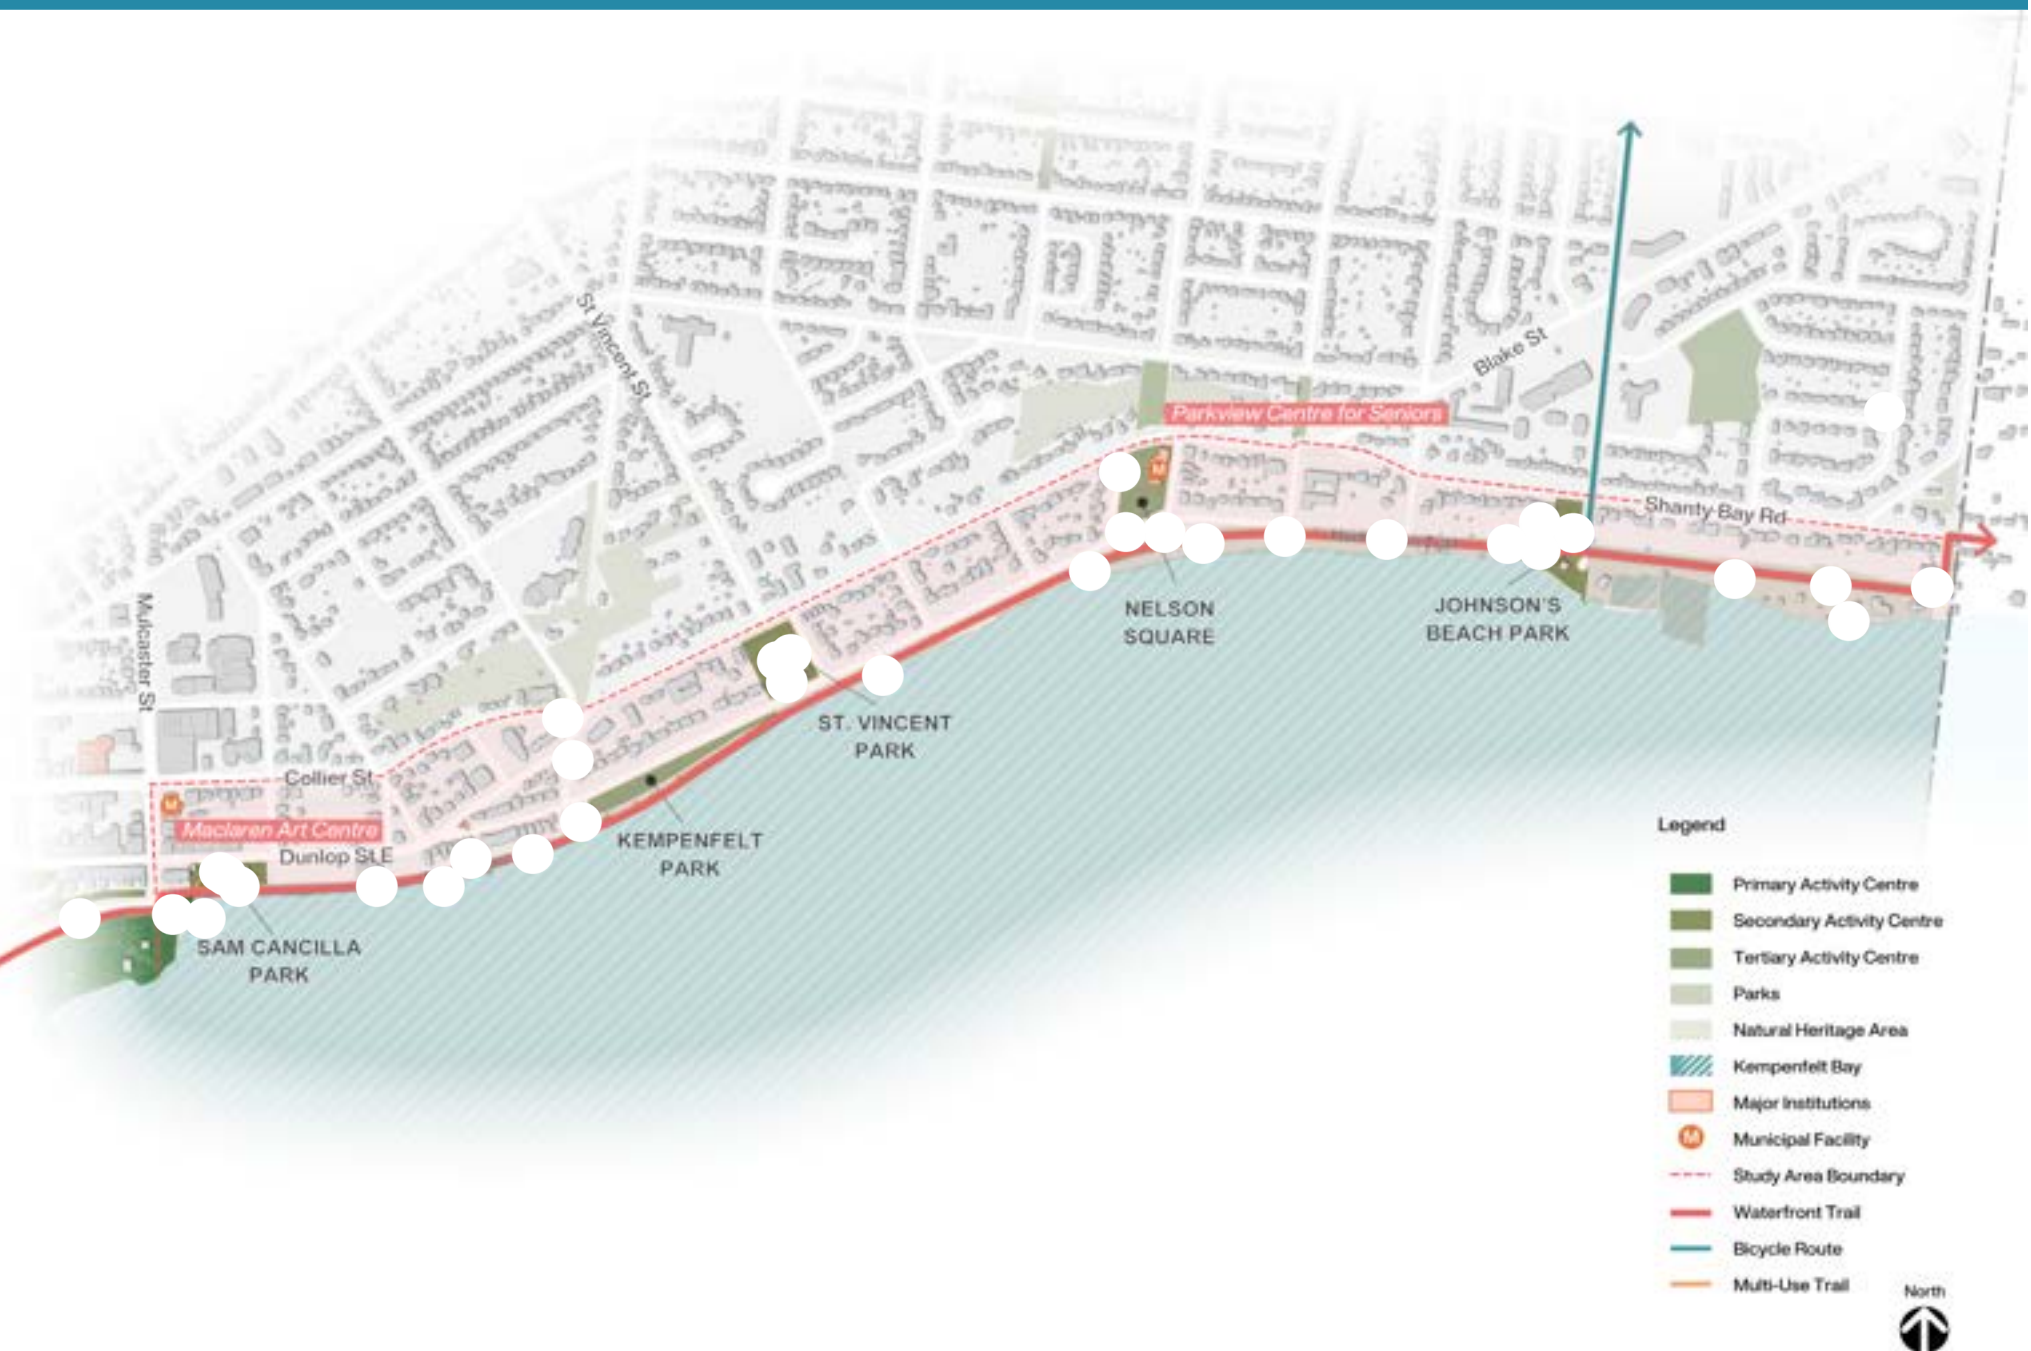 St Vincent St
Blake St
Parkview Centre for Seniors
Shanty Bay Rd
NELSON
SQUARE
JOHNSON'S
BEACH PARK
Mulcaster St
ST. VINCENT
PARK
Collier St
Maclaren Art Centre
Dunlop St E
KEMPENFELT
PARK
SAM CANCILLA
PARK
M
M
Legend
Primary Activity Centre
Secondary Activity Centre
Tertiary Activity Centre
Parks
Natural Heritage Area
Kempenfelt Bay
Major Institutions
M
Municipal Facility
Study Area Boundary
Waterfront Trail
Bicycle Route
Multi-Use Trail
North